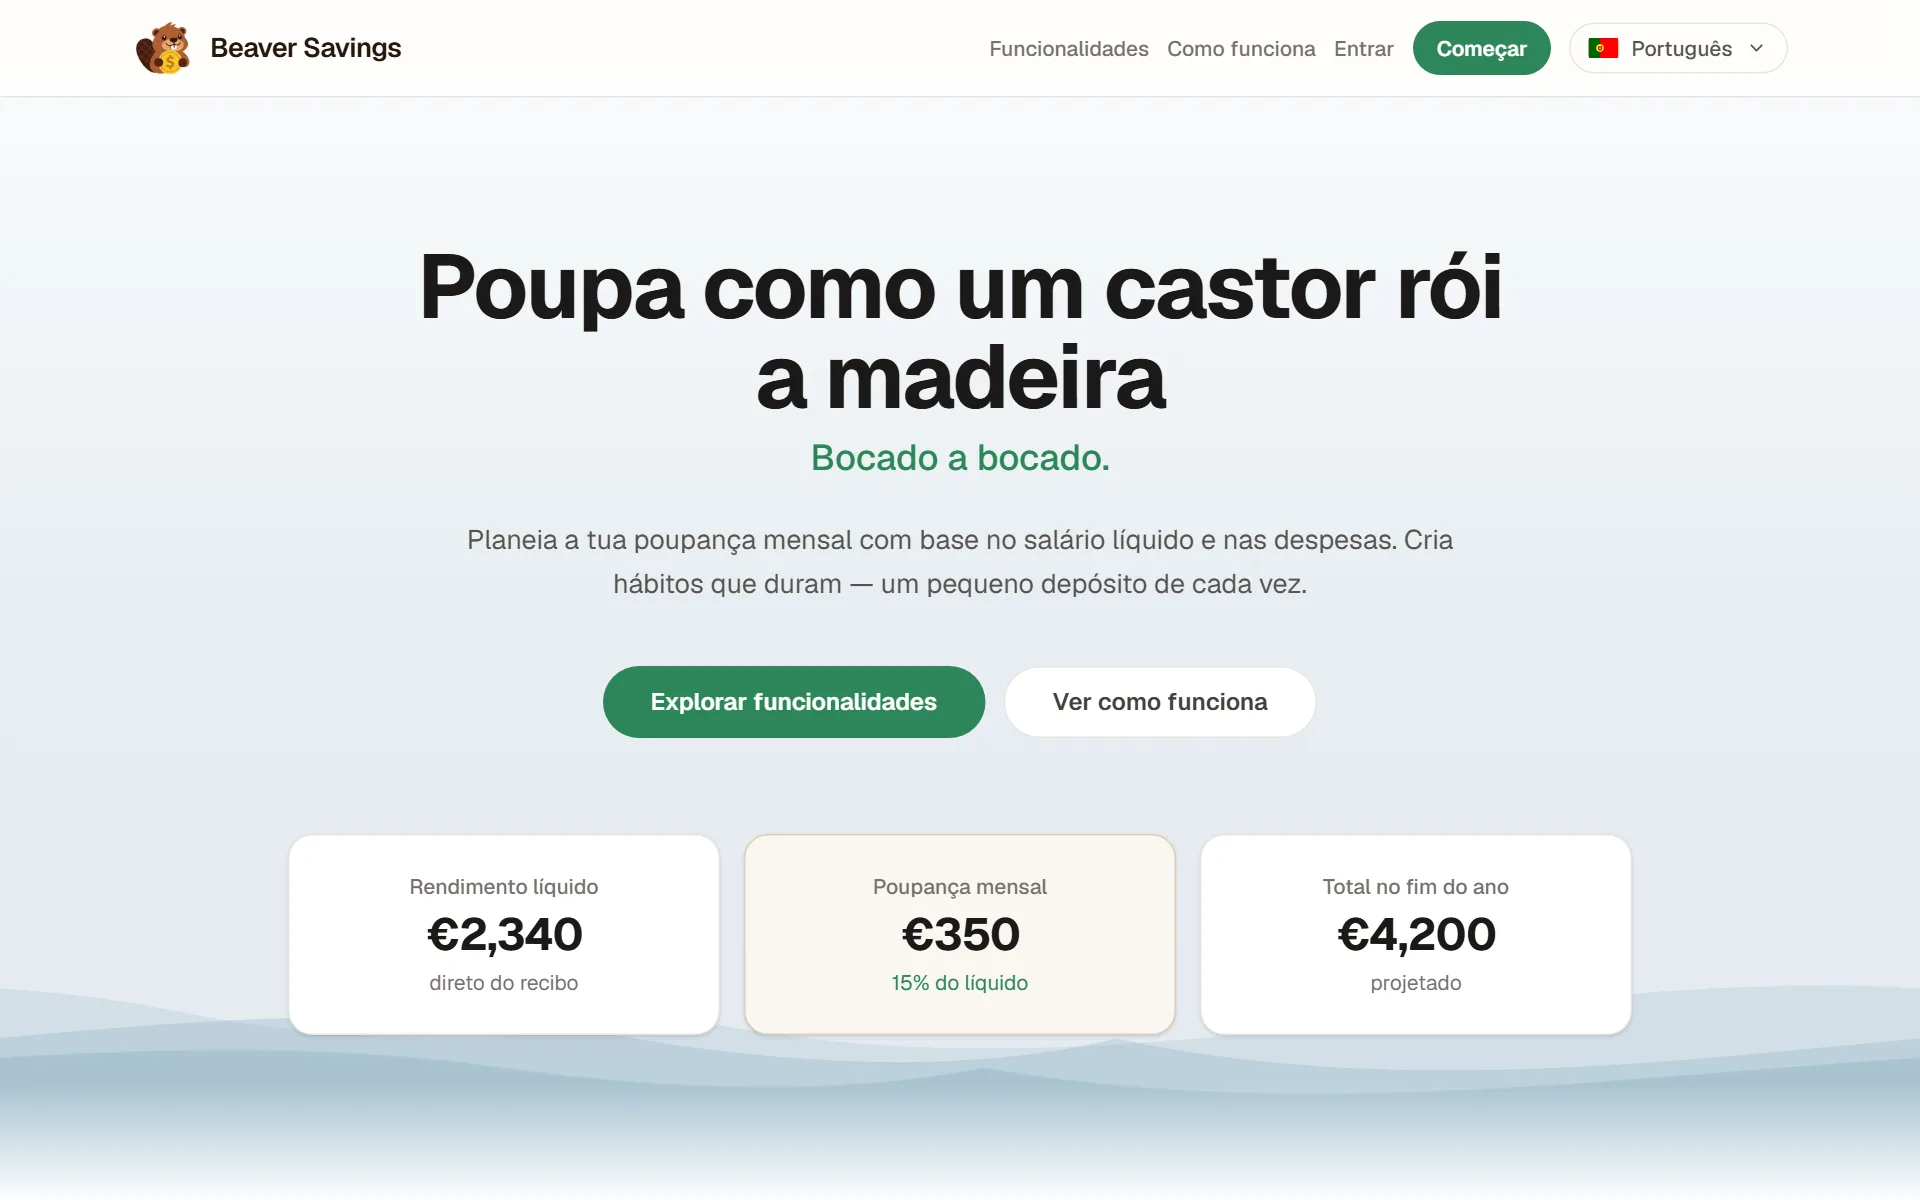 Beaver Savings
Funcionalidades
Como funciona
Entrar
Começar
Português
Poupa como um castor rói
a madeira
Bocado a bocado.
Planeia a tua poupança mensal com base no salário líquido e nas despesas. Cria
hábitos que duram — um pequeno depósito de cada vez.
Explorar funcionalidades
Ver como funciona
Rendimento líquido
€2,340
direto do recibo
Poupança mensal
€350
15% do líquido
Total no fim do ano
€4,200
projetado